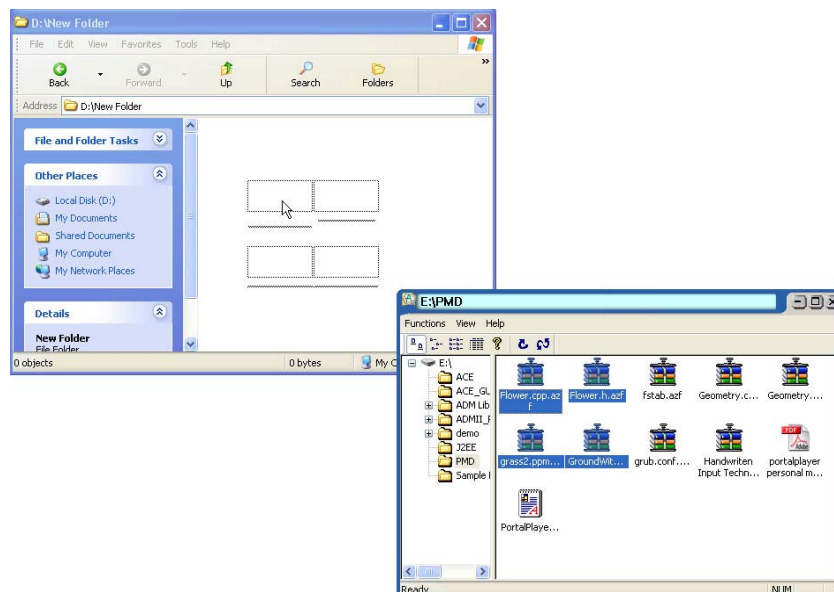 D:\New Folder
File Edit View Favorites Tools Help
Back Forward Up Search Folders
Address D:\New Folder
File and Folder Tasks
Other Places
Local Disk (D:)
My Documents
Shared Documents
My Computer
My Network Places
Details
New Folder
File Folder
0 objects 0 bytes My C
E:\PMD
Functions View Help
E:\
ACE
ACE_GL
ADM Lib
ADMII_F
demo
J2EE
PMD
Sample
Flower.cpp.az
f
Flower.h.azf
fstab.azf
Geometry.c...
Geometry....
grass2.ppm...
GroundWit...
grub.conf....
Handwriten
Input Techn...
portalplayer
personal m...
PortalPlaye...
Ready NUM